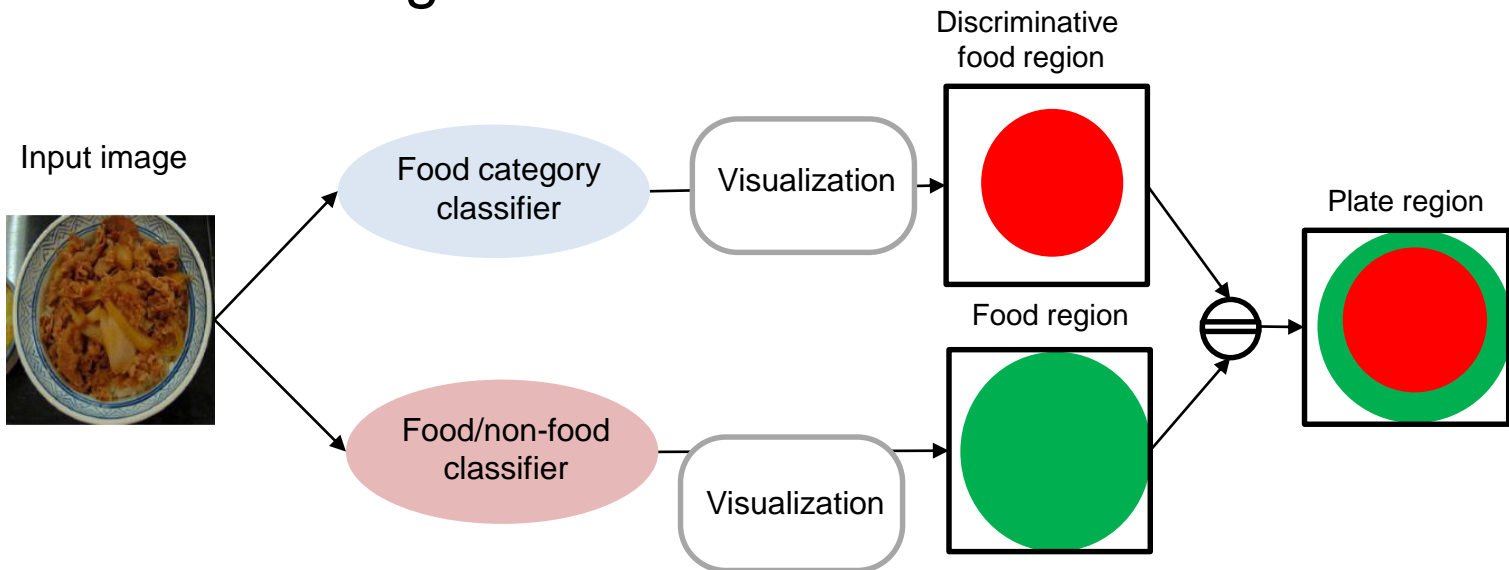 Discriminative
food region
Input image
Food category
classifier
Visualization
Plate region
Food region
Food/non-food
classifier
Visualization